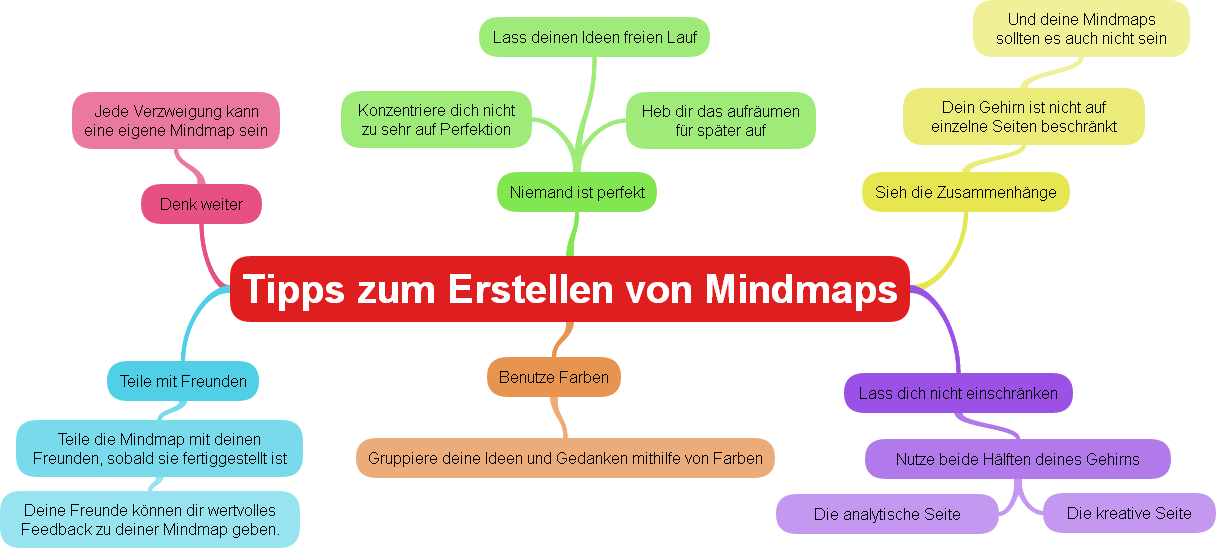 Und deine Mindmaps
sollten es auch nicht sein
Lass deinen Ideen freien Lauf
Jede Verzweigung kann
eine eigene Mindmap sein
Konzentriere dich nicht
zu sehr auf Perfektion
Heb dir das aufräumen
für später auf
Dein Gehirn ist nicht auf
einzelne Seiten beschränkt
Denk weiter
Niemand ist perfekt
Sieh die Zusammenhänge
Tipps zum Erstellen von Mindmaps
Teile mit Freunden
Benutze Farben
Lass dich nicht einschränken
Teile die Mindmap mit deinen
Freunden, sobald sie fertiggestellt ist
Gruppiere deine Ideen und Gedanken mithilfe von Farben
Nutze beide Hälften deines Gehirns
Deine Freunde können dir wertvolles
Feedback zu deiner Mindmap geben.
Die analytische Seite
Die kreative Seite